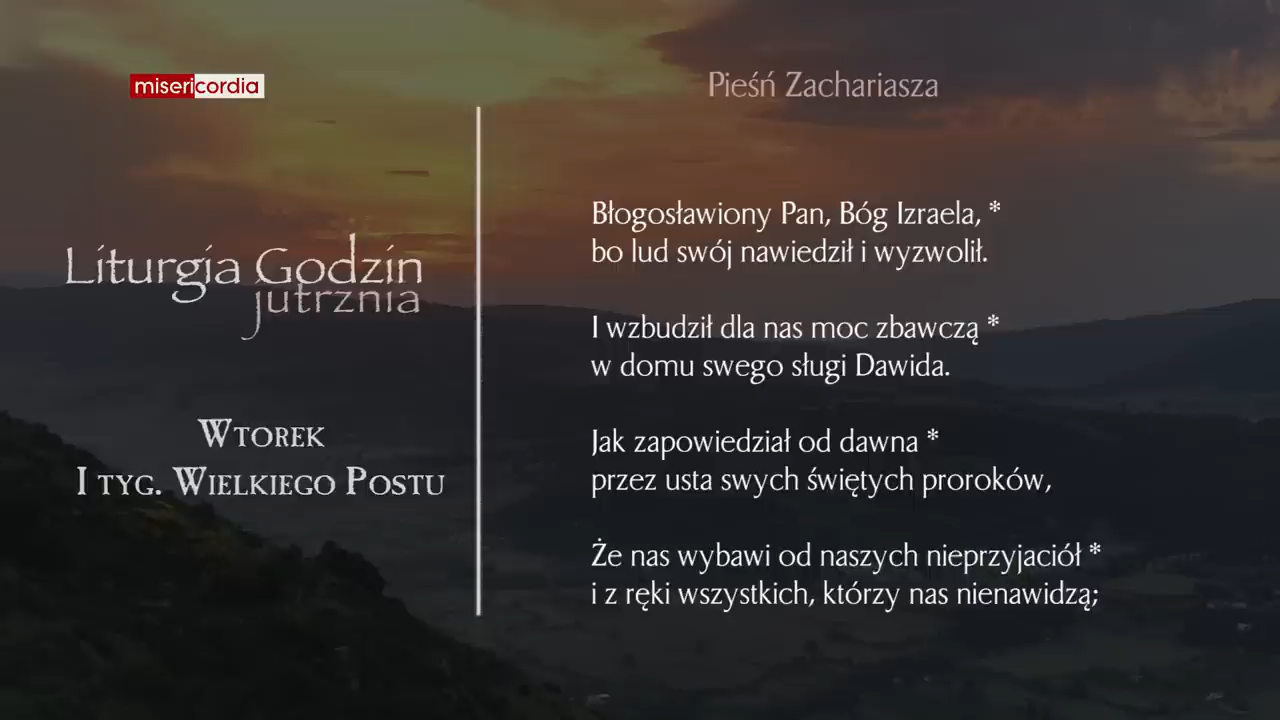 misericordia
Liturgia Godzin
jutrznia
Wtorek
I tyg. Wielkiego Postu
Pieśń Zachariasza
Błogosławiony Pan, Bóg Izraela, *
bo lud swój nawiedził i wyzwolił.
I wzbudził dla nas moc zbawczą *
w domu swego sługi Dawida.
Jak zapowiedział od dawna *
przez usta swych świętych proroków,
Że nas wybawi od naszych nieprzyjaciół *
i z ręki wszystkich, którzy nas nienawidzą;